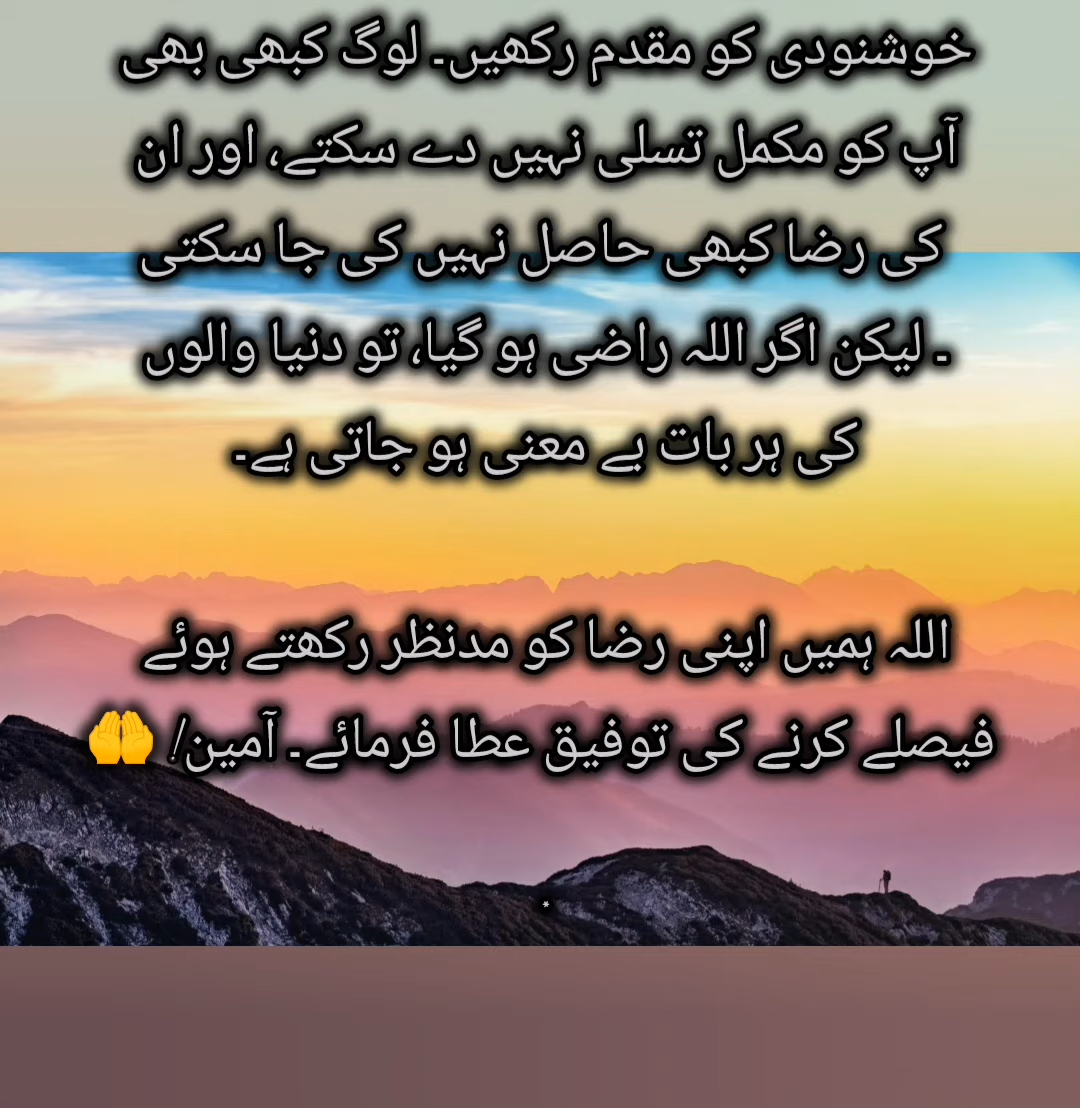 خوشنودی کو مقدم رکھیں۔ لوگ کبھی بھی
آپ کو مکمل تسلی نہیں دے سکتے، اور ان
کی رضا کبھی حاصل نہیں کی جا سکتی
۔ لیکن اگر اللہ راضی ہو گیا، تو دنیا والوں
کی ہر بات بے معنی ہو جاتی ہے۔
اللہ ہمیں اپنی رضا کو مدنظر رکھتے ہوئے
فیصلے کرنے کی توفیق عطا فرمائے۔ آمین! 🤲
*